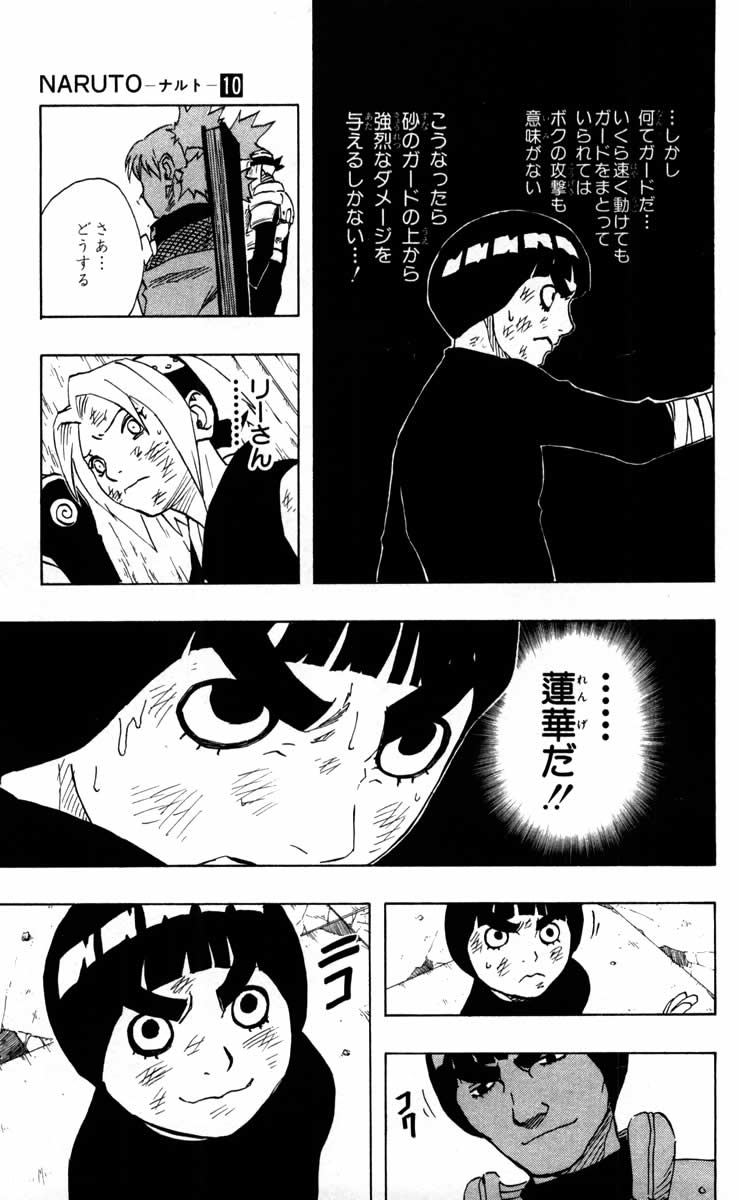 NARUTO―ナルト―10
…しかし
何てガードだ…
いくら速く動けても
ガードをまとって
いられては
ボクの攻撃も
意味がない
こうなったら
砂のガードの上から
強烈なダメージを
与えるしかない…！
さぁ…
どうする
リーさん
………
……
蓮華だ!!
ニコ
コク